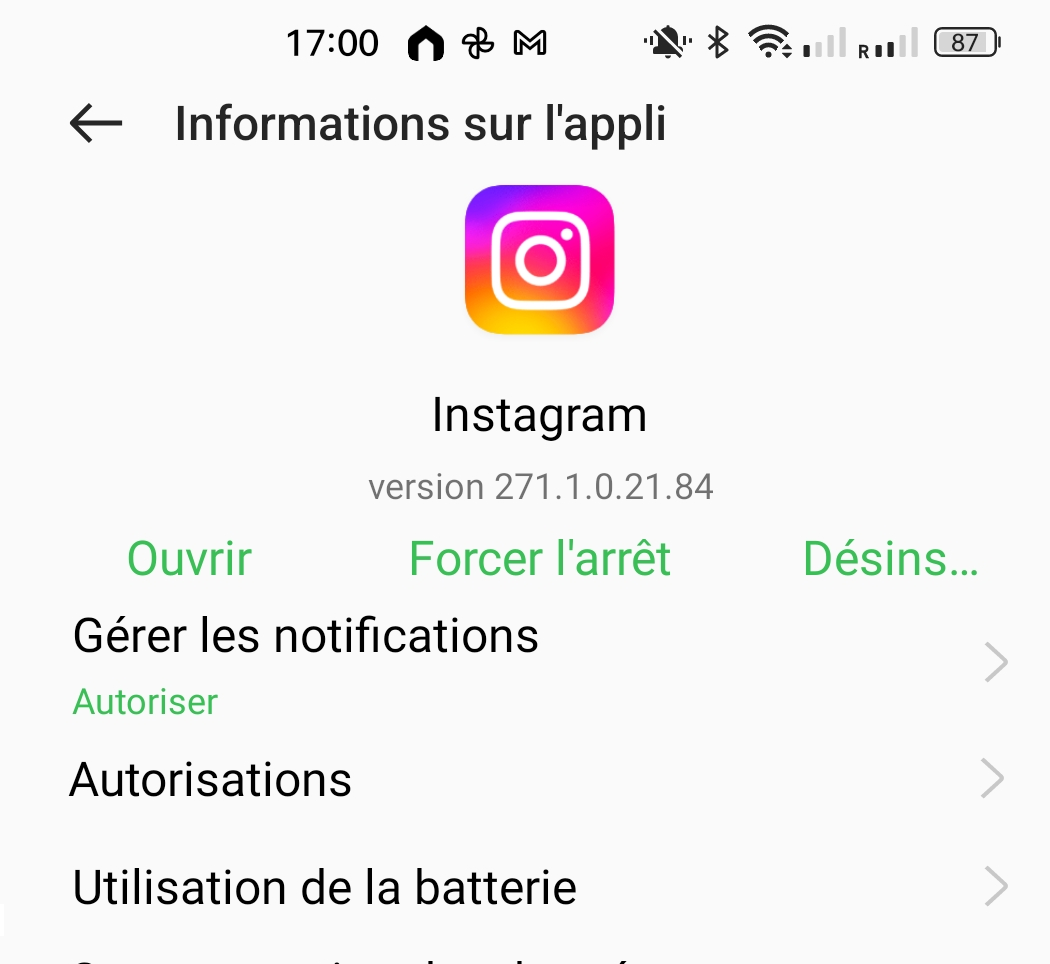 17:00 R 87
Informations sur l'appli
Instagram
version 271.1.0.21.84
Ouvrir Forcer l'arrêt Désins...
Gérer les notifications
Autoriser
Autorisations
Utilisation de la batterie